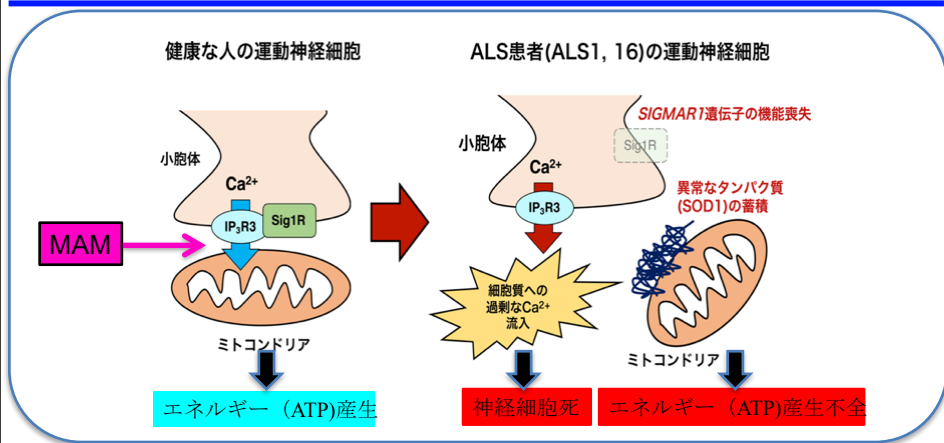 健康な人の運動神経細胞
ALS患者(ALS1, 16)の運動神経細胞
小胞体
Ca²⁺
IP₃R3
Sig1R
MAM
ミトコンドリア
エネルギー（ATP)産生
SIGMAR1遺伝子の機能喪失
Sig1R
小胞体
Ca²⁺
IP₃R3
異常なタンパク質
(SOD1)の蓄積
細胞質への
過剰なCa²⁺
流入
ミトコンドリア
神経細胞死
エネルギー（ATP)産生不全